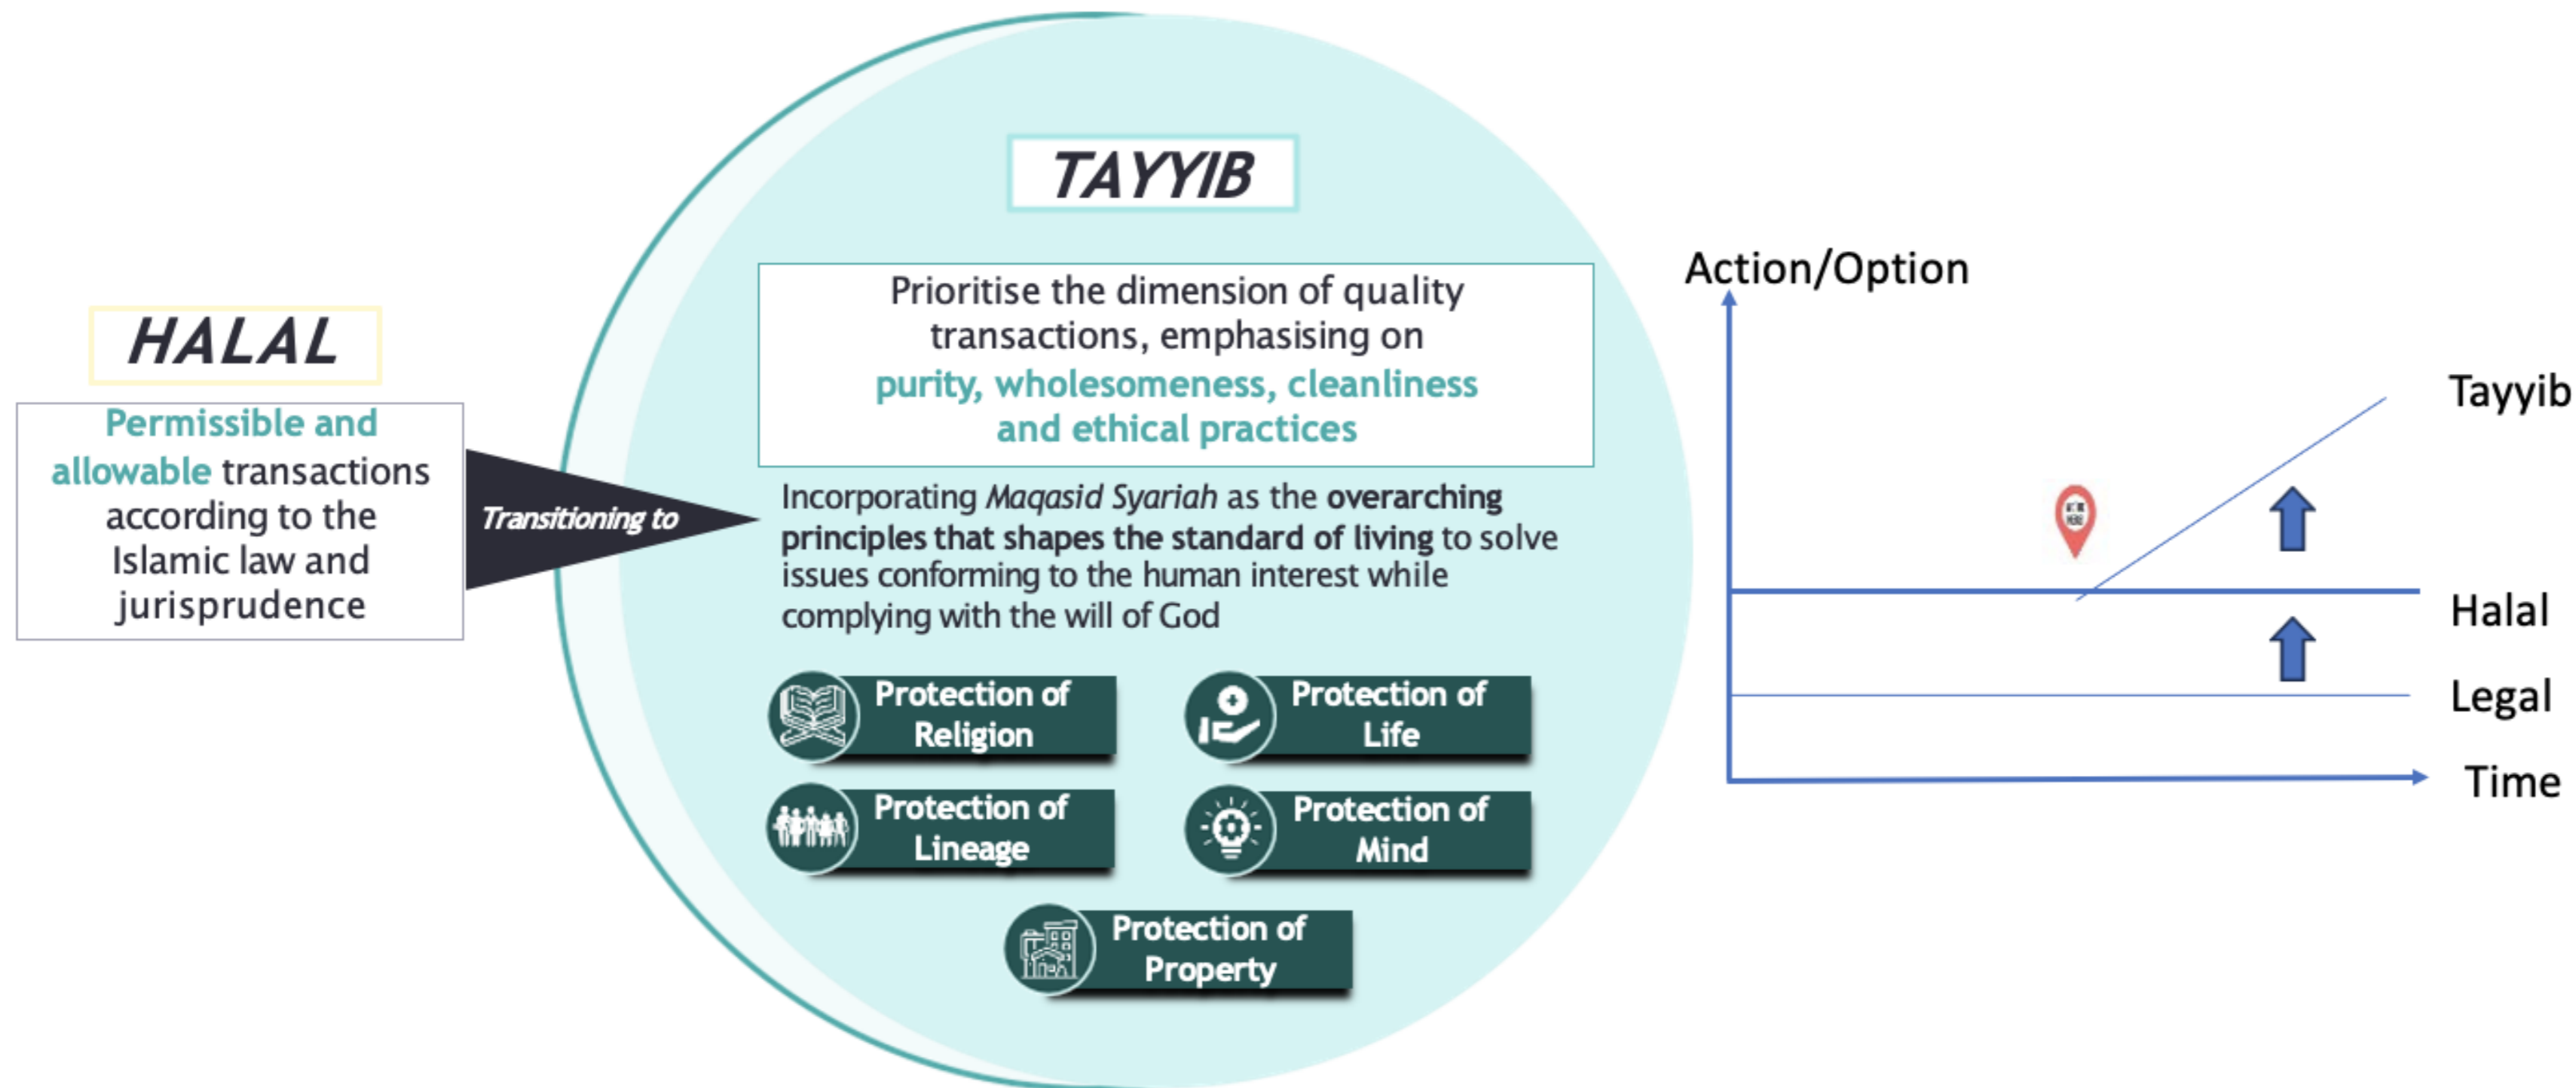 HALAL
Permissible and
allowable transactions
according to the
Islamic law and
jurisprudence
Transitioning to
TAYYIB
Prioritise the dimension of quality
transactions, emphasising on
purity, wholesomeness, cleanliness
and ethical practices
Incorporating Maqasid Syariah as the overarching
principles that shapes the standard of living to solve
issues conforming to the human interest while
complying with the will of God
Protection of
Religion
Protection of
Life
Protection of
Lineage
Protection of
Mind
Protection of
Property
Action/Option
Tayyib
HERE
Halal
Legal
Time